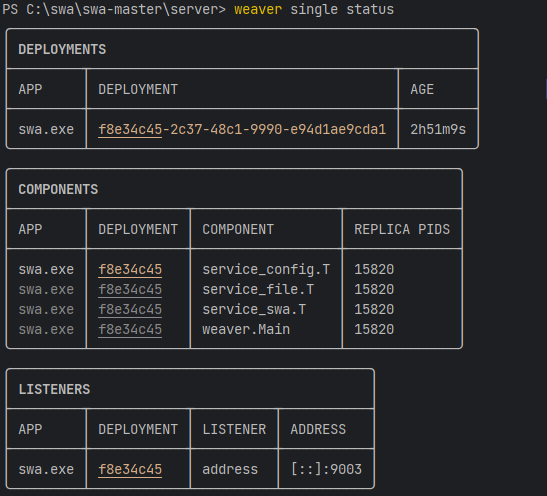 PS C:\swa\swa-master\server> weaver single status
DEPLOYMENTS
APP DEPLOYMENT AGE
swa.exe f8e34c45-2c37-48c1-9990-e94d1ae9cda1 2h51m9s
COMPONENTS
APP DEPLOYMENT COMPONENT REPLICA PIDS
swa.exe f8e34c45 service_config.T 15820
swa.exe f8e34c45 service_file.T 15820
swa.exe f8e34c45 service_swa.T 15820
swa.exe f8e34c45 weaver.Main 15820
LISTENERS
APP DEPLOYMENT LISTENER ADDRESS
swa.exe f8e34c45 address [::]:9003